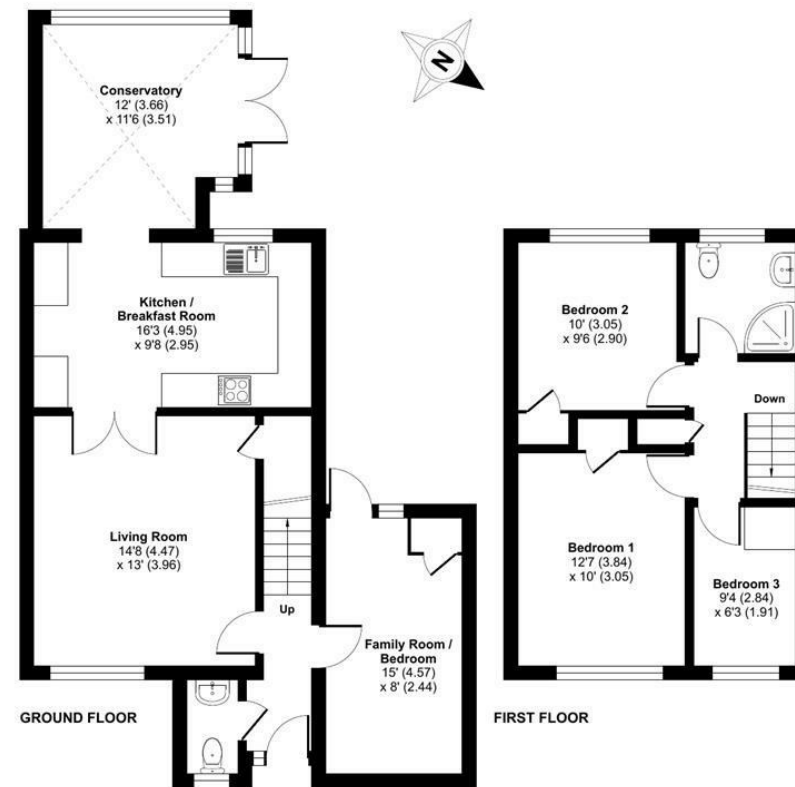 Conservatory
12' (3.66)
x 11'6 (3.51)
N
Kitchen /
Breakfast Room
16'3 (4.95)
x 9'8 (2.95)
Living Room
14'8 (4.47)
x 13' (3.96)
Up
Family Room /
Bedroom
15' (4.57)
x 8' (2.44)
GROUND FLOOR
Bedroom 2
10' (3.05)
x 9'6 (2.90)
Down
Bedroom 1
12'7 (3.84)
x 10' (3.05)
Bedroom 3
9'4 (2.84)
x 6'3 (1.91)
FIRST FLOOR